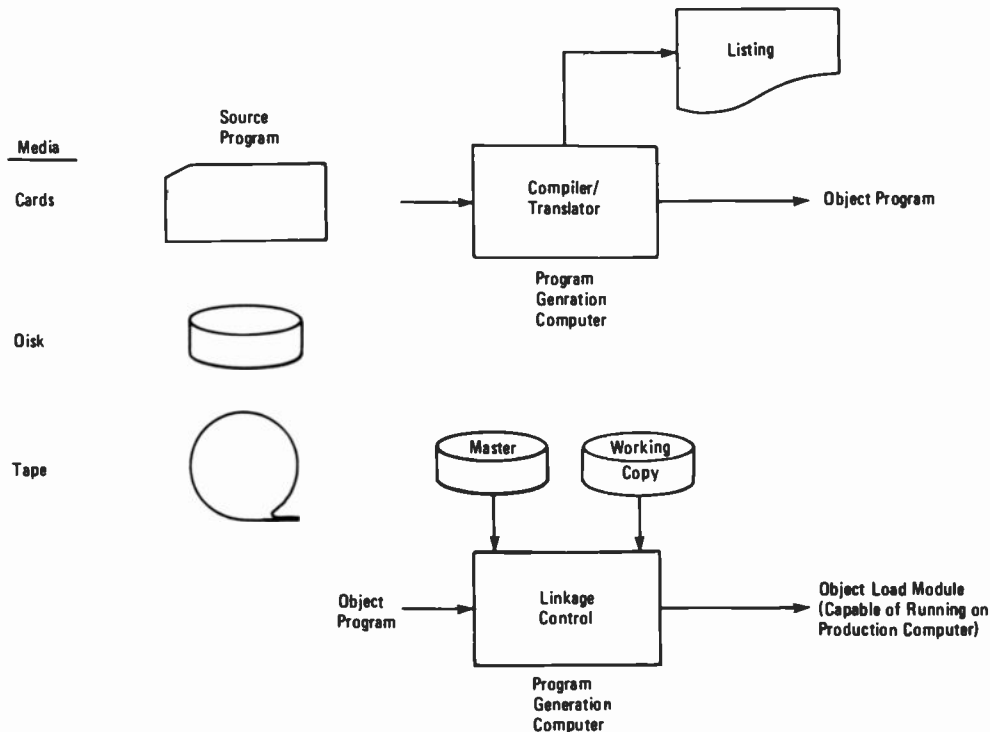 Listing
Source
Program
Media
Cards
Compiler/
Translator
Object Program
Program
Genration
Computer
Oisk
Tape
Master
Working
Copy
Object
Program
Linkage
Control
Object Load Module
(Capable of Running on
Production Computer)
Program
Generation
Computer